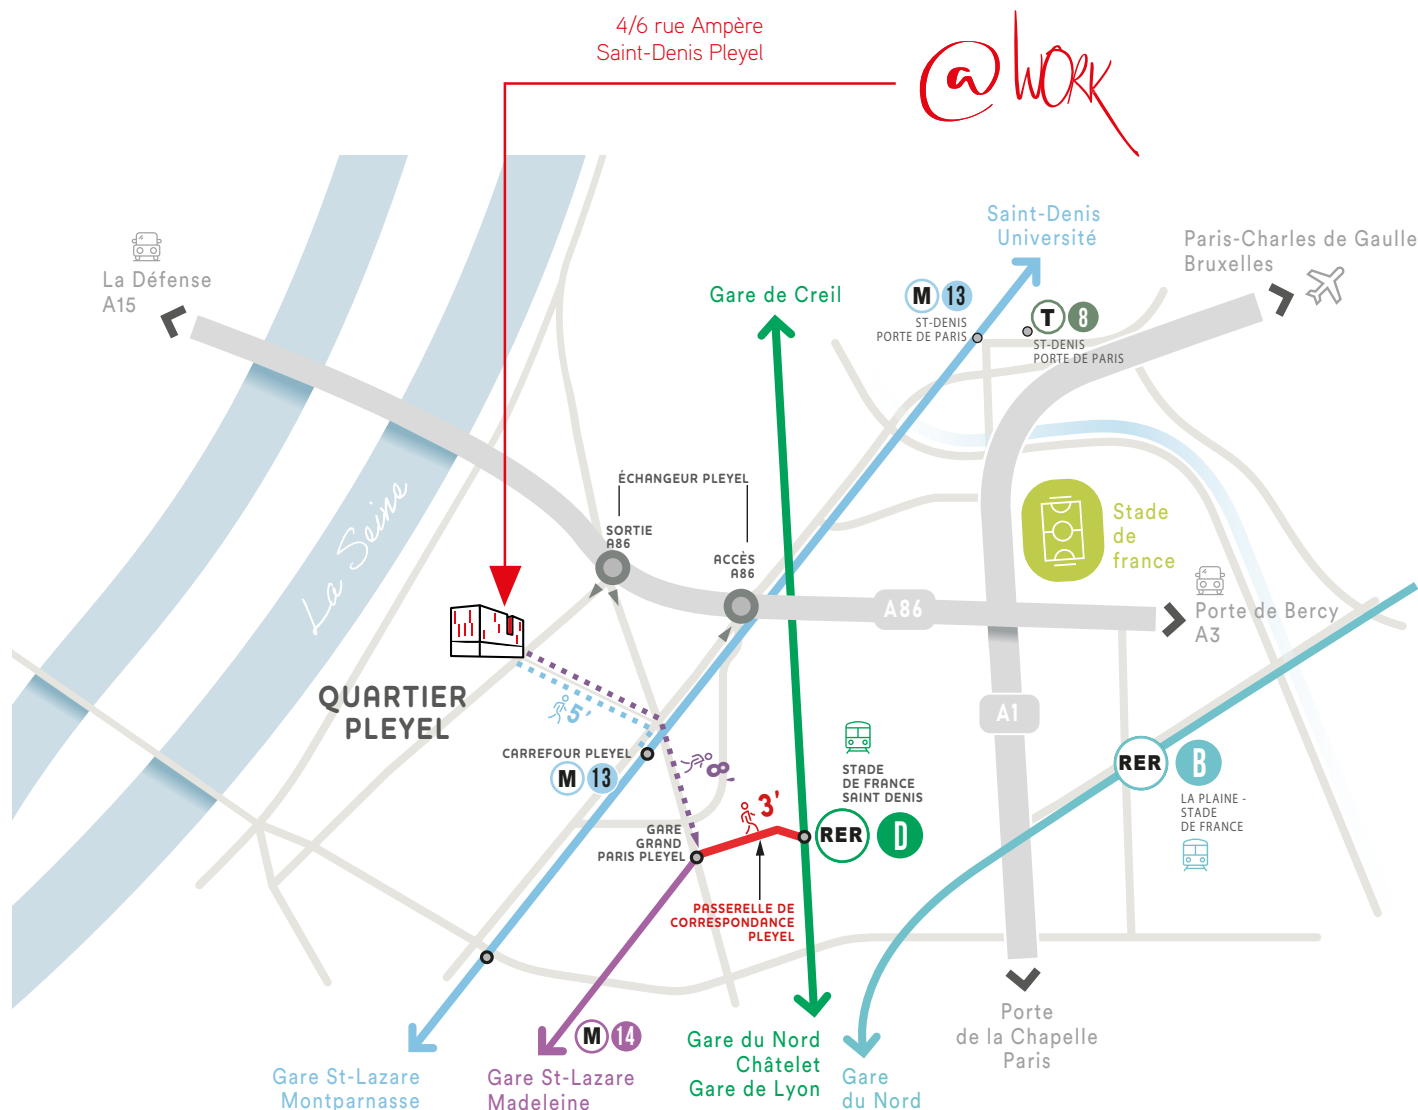 4/6 rue Ampère
Saint-Denis Pleyel
@ WORK
Saint-Denis
Université
Paris-Charles de Gaulle
Bruxelles
La Défense
A15
Gare de Creil
M 13
ST-DENIS
PORTE DE PARIS
T 8
ST-DENIS
PORTE DE PARIS
La Seine
ÉCHANGEUR PLEYEL
SORTIE
A86
ACCÈS
A86
Stade
de
france
A86
Porte de Bercy
A3
QUARTIER
PLEYEL
5'
A1
CARREFOUR PLEYEL
M 13
8'
STADE
DE FRANCE
SAINT DENIS
RER D
RER B
LA PLAINE -
STADE
DE FRANCE
3'
GARE
GRAND
PARIS PLEYEL
PASSERELLE DE
CORRESPONDANCE
PLEYEL
Porte
de la Chapelle
Paris
M 14
Gare du Nord
Châtelet
Gare de Lyon
Gare St-Lazare
Montparnasse
Gare St-Lazare
Madeleine
Gare
du Nord